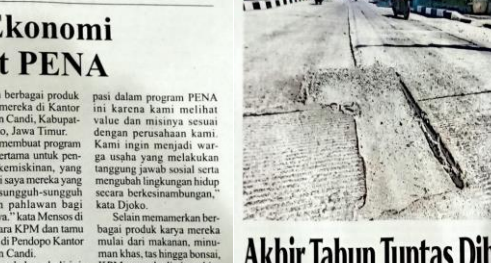 Ekonomi
t PENA
berbagai produk
mereka di Kantor
n Candi, Kabupat-
o, Jawa Timur.
membuat program
ertama untuk pen-
kemiskinan, yang
i saya mereka yang
sungguh-sungguh
n pahlawan bagi
ya." kata Mensos di
ara KPM dan tamu
di Pendopo Kantor
n Candi.
pasi dalam program PENA
ini karena kami melihat
value dan misinya sesuai
dengan perusahaan kami.
Kami ingin menjadi war-
ga usaha yang melakukan
tanggung jawab sosial serta
mengubah lingkungan hidup
secara berkesinambungan,"
kata Djoko.
Selain memamerkan ber-
bagai produk karya mereka
mulai dari makanan, minu-
man khas, tas hingga bonsai,
Akhir Tahun Tuntas Dib